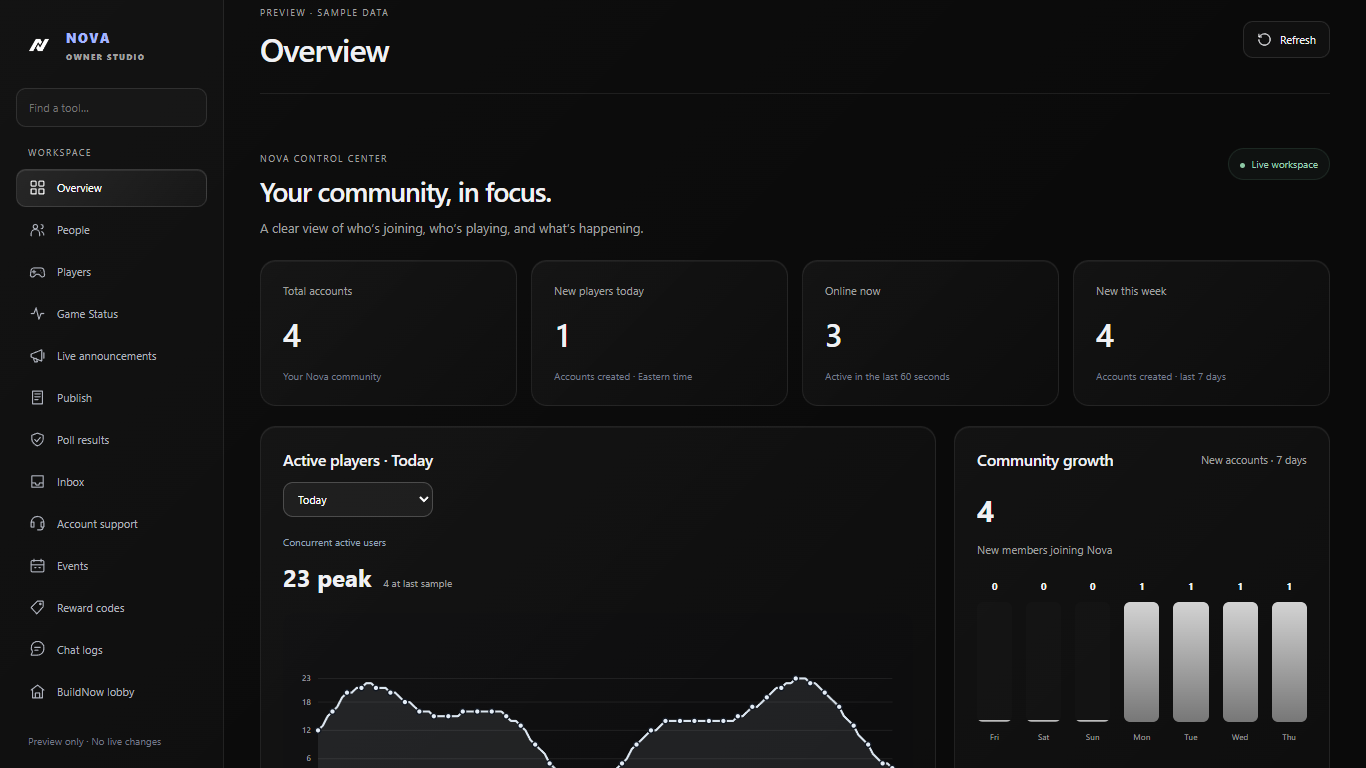 NOVA
OWNER STUDIO
Find a tool...
WORKSPACE
Overview
People
Players
Game Status
Live announcements
Publish
Poll results
Inbox
Account support
Events
Reward codes
Chat logs
BuildNow lobby
Preview only · No live changes
PREVIEW · SAMPLE DATA
Overview
Refresh
NOVA CONTROL CENTER
Live workspace
Your community, in focus.
A clear view of who's joining, who's playing, and what's happening.
Total accounts
4
Your Nova community
New players today
1
Accounts created · Eastern time
Online now
3
Active in the last 60 seconds
New this week
4
Accounts created · last 7 days
Active players · Today
Today
Concurrent active users
23 peak 4 at last sample
23
18
12
6
Community growth
New accounts · 7 days
4
New members joining Nova
0 0 0 1 1 1 1
Fri Sat Sun Mon Tue Wed Thu